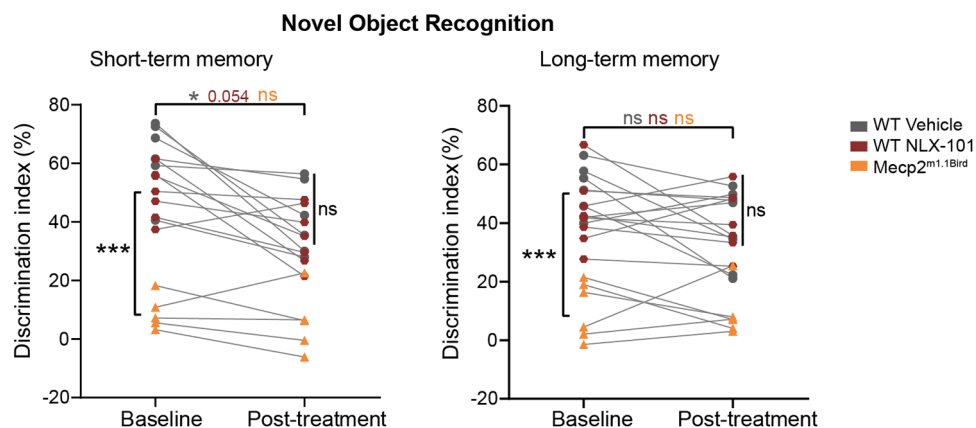 Novel Object Recognition
Short-term memory
Long-term memory
Discrimination index (%)
80
60
40
20
0
-20
* 0.054 ns
***
ns
Baseline
Post-treatment
Discrimination index (%)
80
60
40
20
0
-20
ns ns ns
***
ns
Baseline
Post-treatment
WT Vehicle
WT NLX-101
Mecp2m1.1Bird